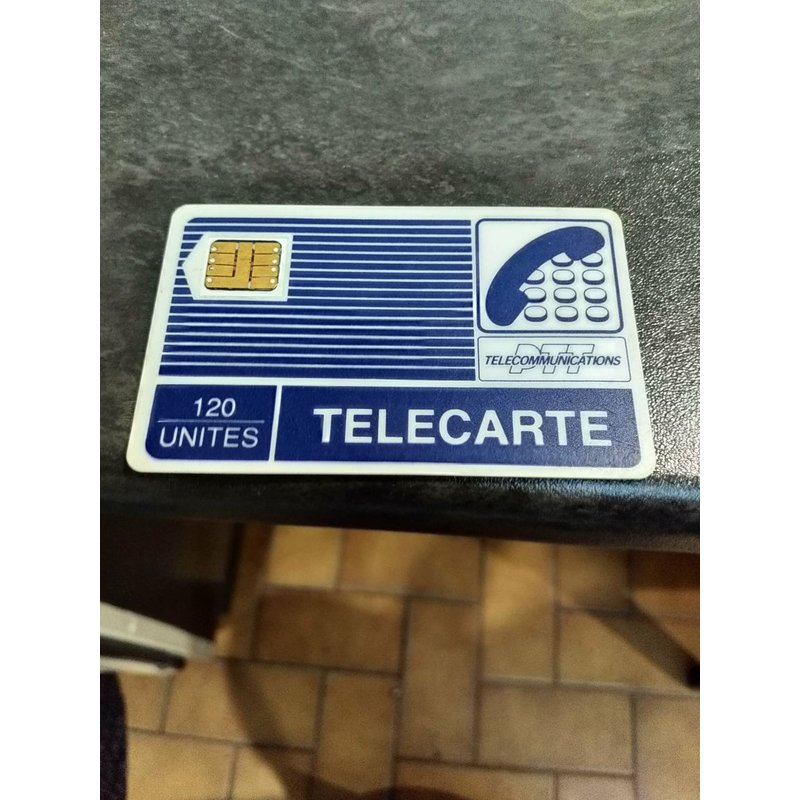 PTT
TELECOMMUNICATIONS
120
UNITES
TELECARTE